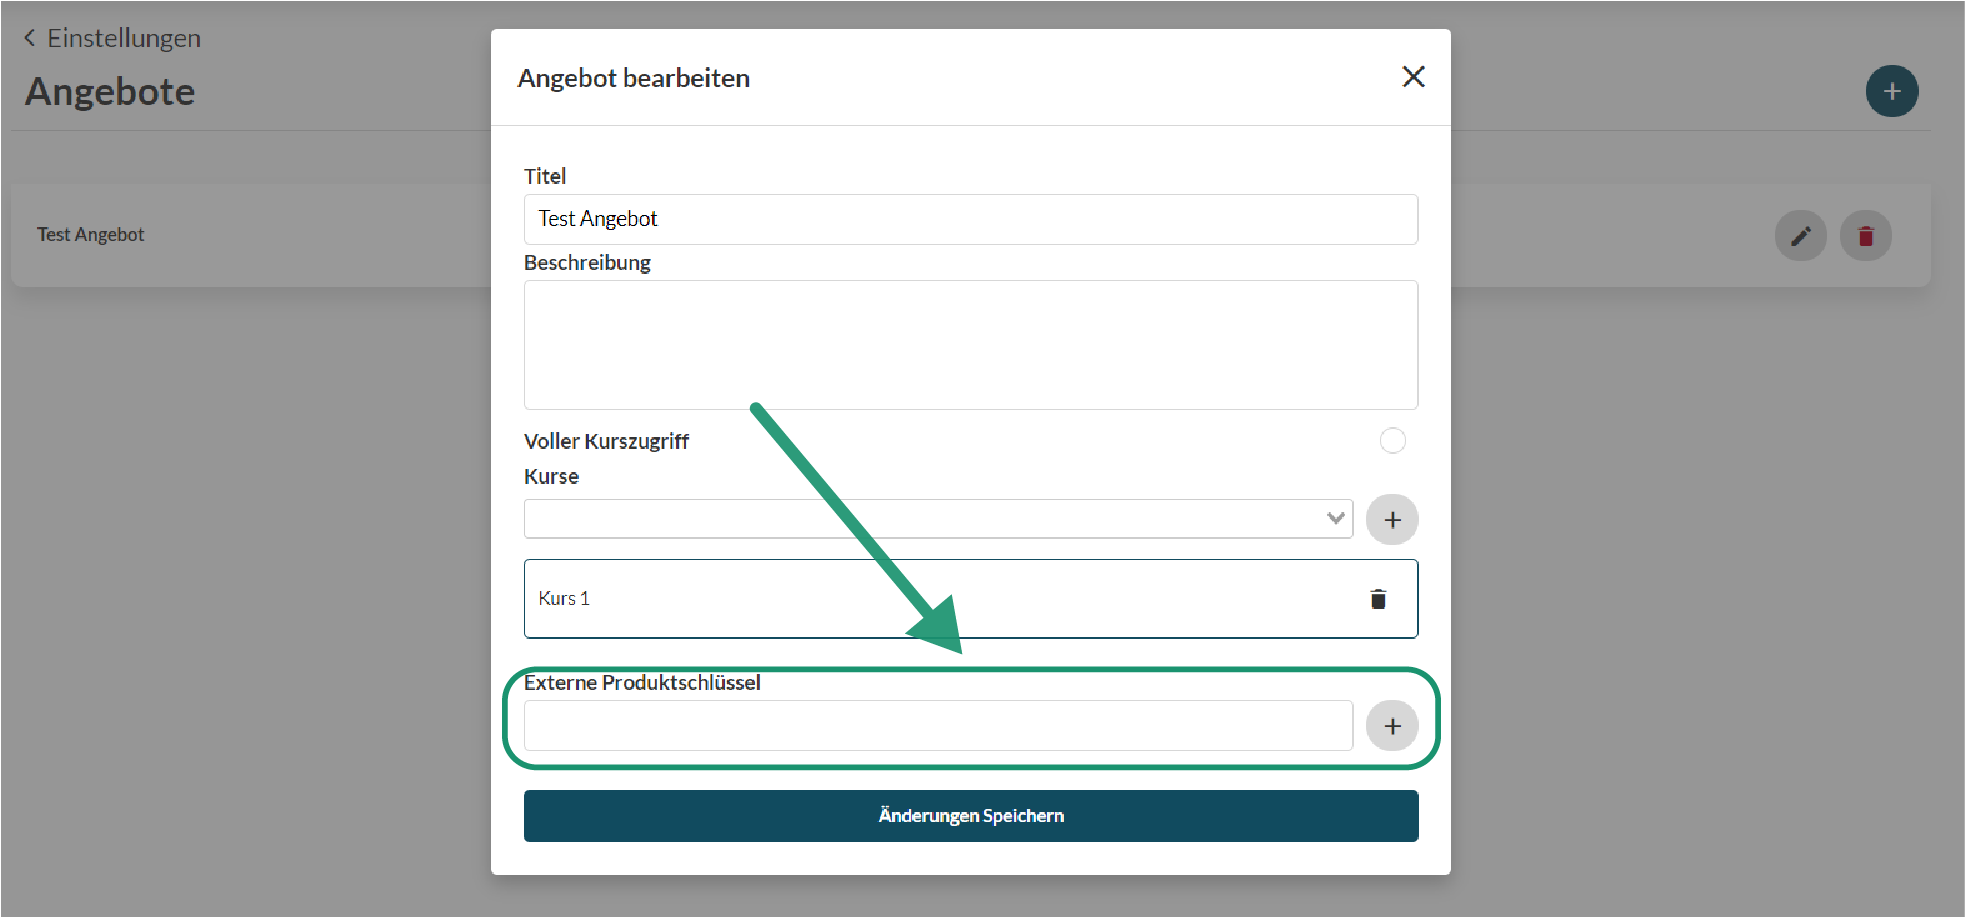 Einstellungen
Angebote
Test Angebot
Angebot bearbeiten
Titel
Test Angebot
Beschreibung
Voller Kurszugriff
Kurse
Kurs 1
Externe Produktschlüssel
Änderungen Speichern